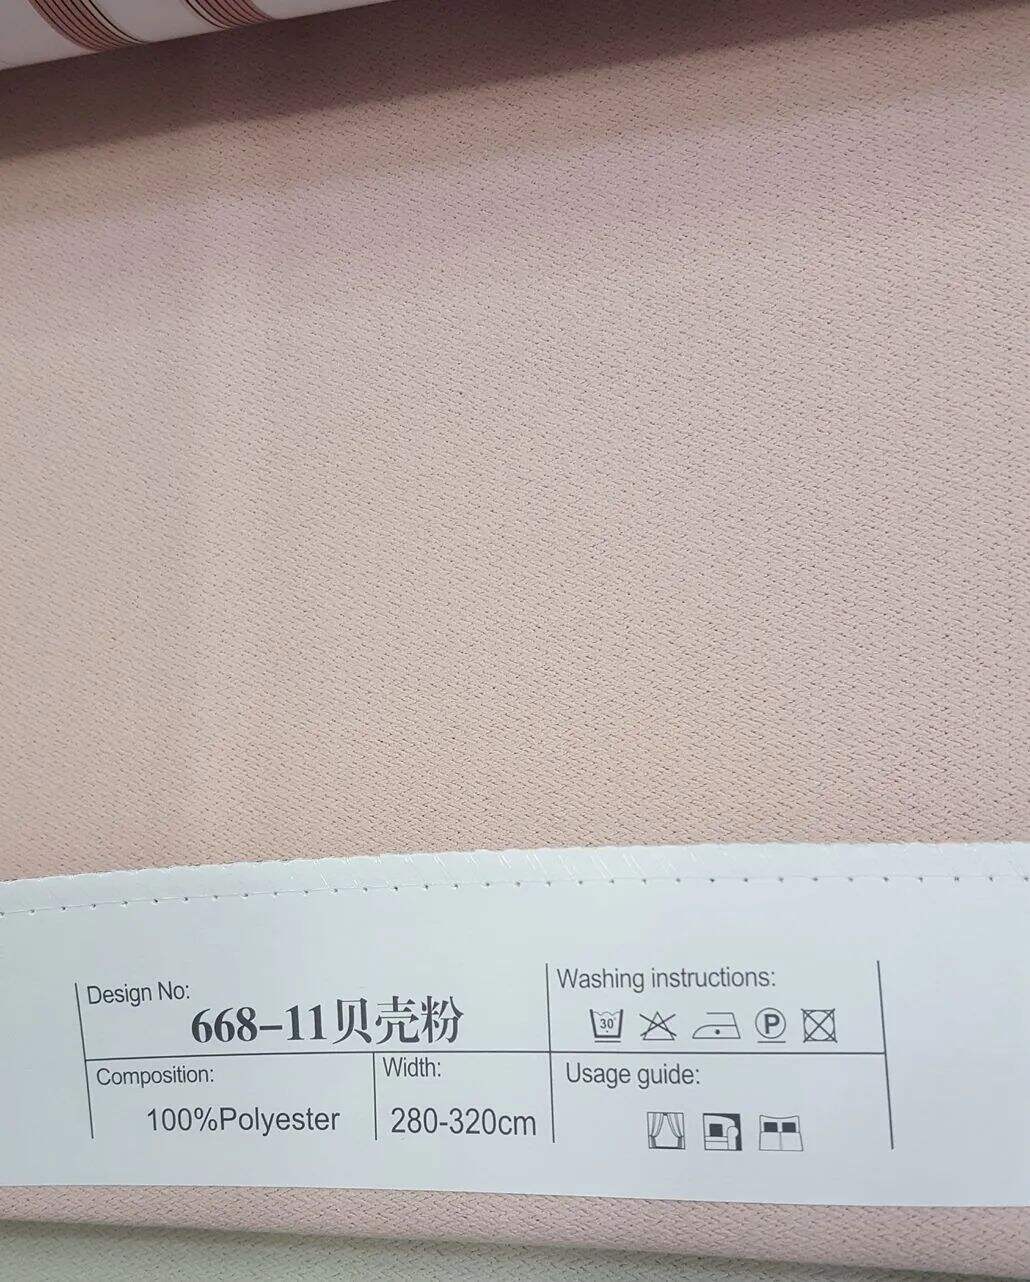 Design No:
668-11贝壳粉
Composition:
100%Polyester
Width:
280-320cm
Washing instructions:
30°
P
Usage guide: